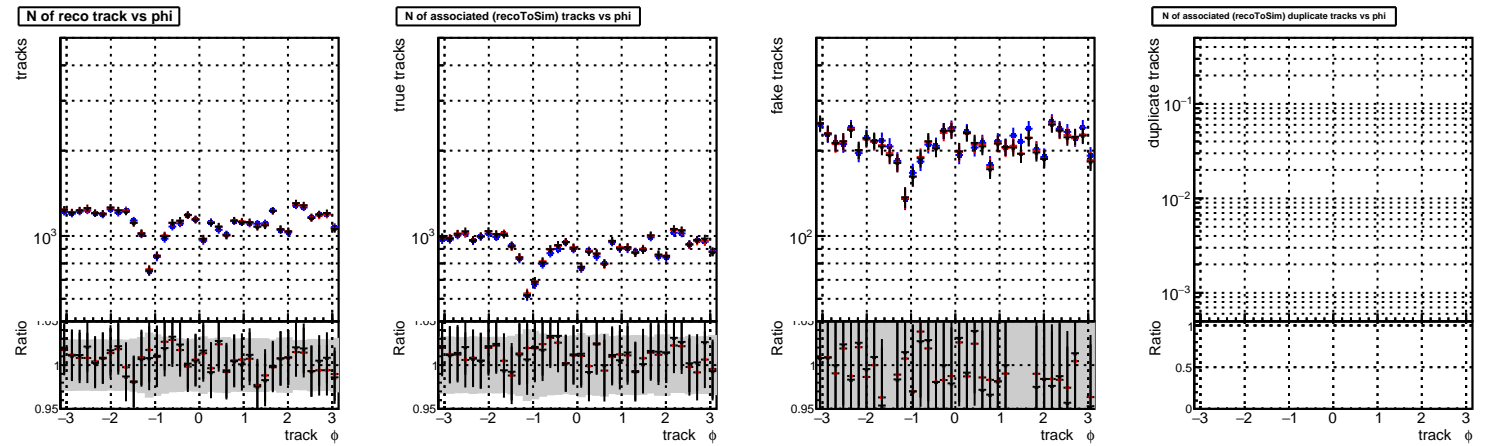 N of reco track vs phi
tracks
10³
Ratio
1
0.95
−3 −2 −1 0 1 2 3
track ϕ
N of associated (recoToSim) tracks vs phi
true tracks
10³
Ratio
1
0.95
−3 −2 −1 0 1 2 3
track ϕ
fake tracks
10²
Ratio
1
0.95
−3 −2 −1 0 1 2 3
track ϕ
N of associated (recoToSim) duplicate tracks vs phi
duplicate tracks
10⁻¹
10⁻²
10⁻³
Ratio
1
0.5
0
−3 −2 −1 0 1 2 3
track ϕ